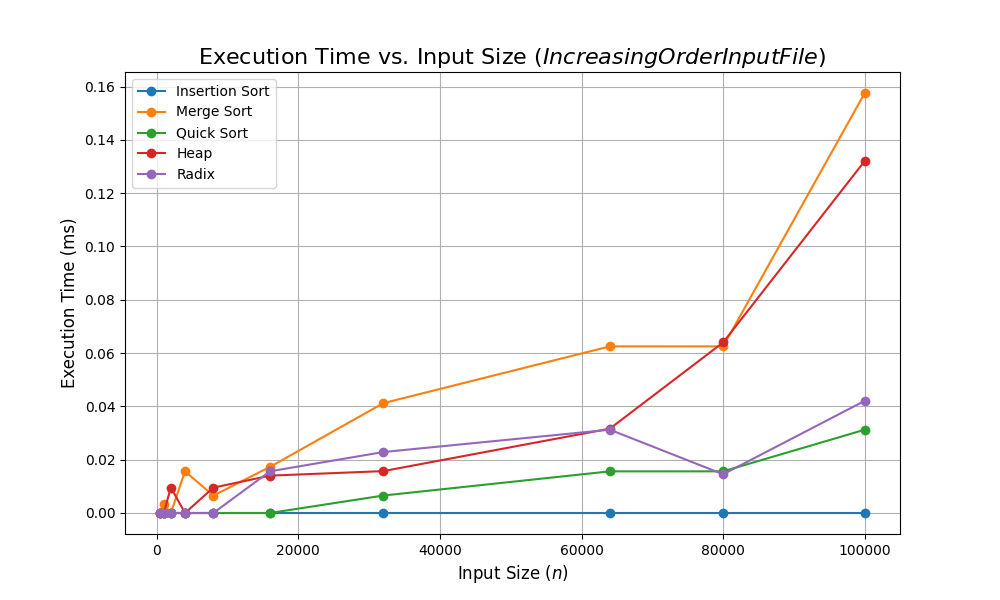 Execution Time vs. Input Size (IncreasingOrderInputFile)
Insertion Sort
Merge Sort
Quick Sort
Heap
Radix
Execution Time (ms)
0.16
0.14
0.12
0.10
0.08
0.06
0.04
0.02
0.00
0 20000 40000 60000 80000 100000
Input Size (n)